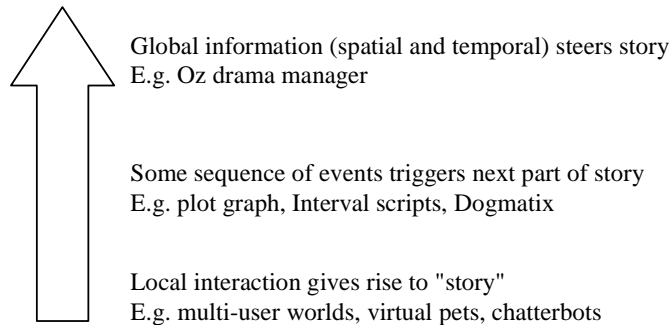 Global information (spatial and temporal) steers story
E.g. Oz drama manager
Some sequence of events triggers next part of story
E.g. plot graph, Interval scripts, Dogmatix
Local interaction gives rise to "story"
E.g. multi-user worlds, virtual pets, chatterbots